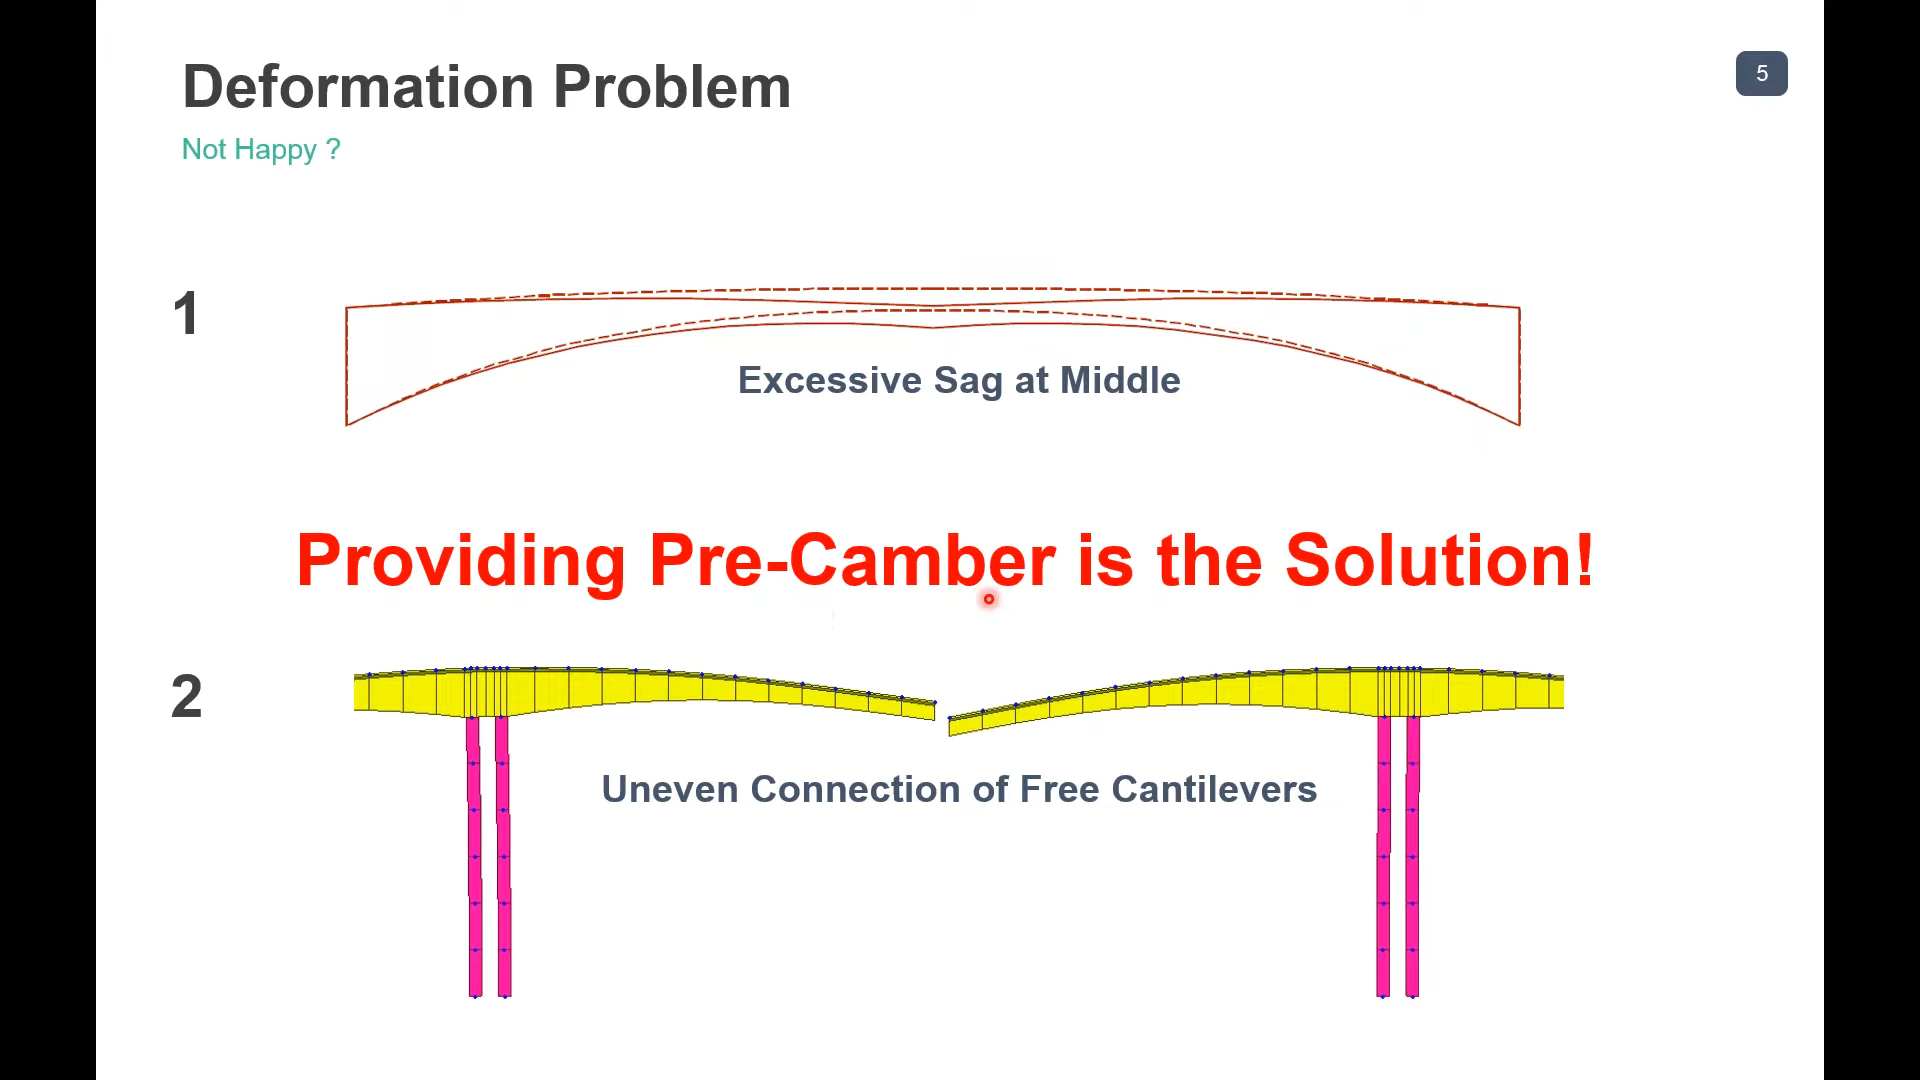 Deformation Problem
5
Not Happy ?
1
Excessive Sag at Middle
Providing Pre-Camber is the Solution!
2
Uneven Connection of Free Cantilevers